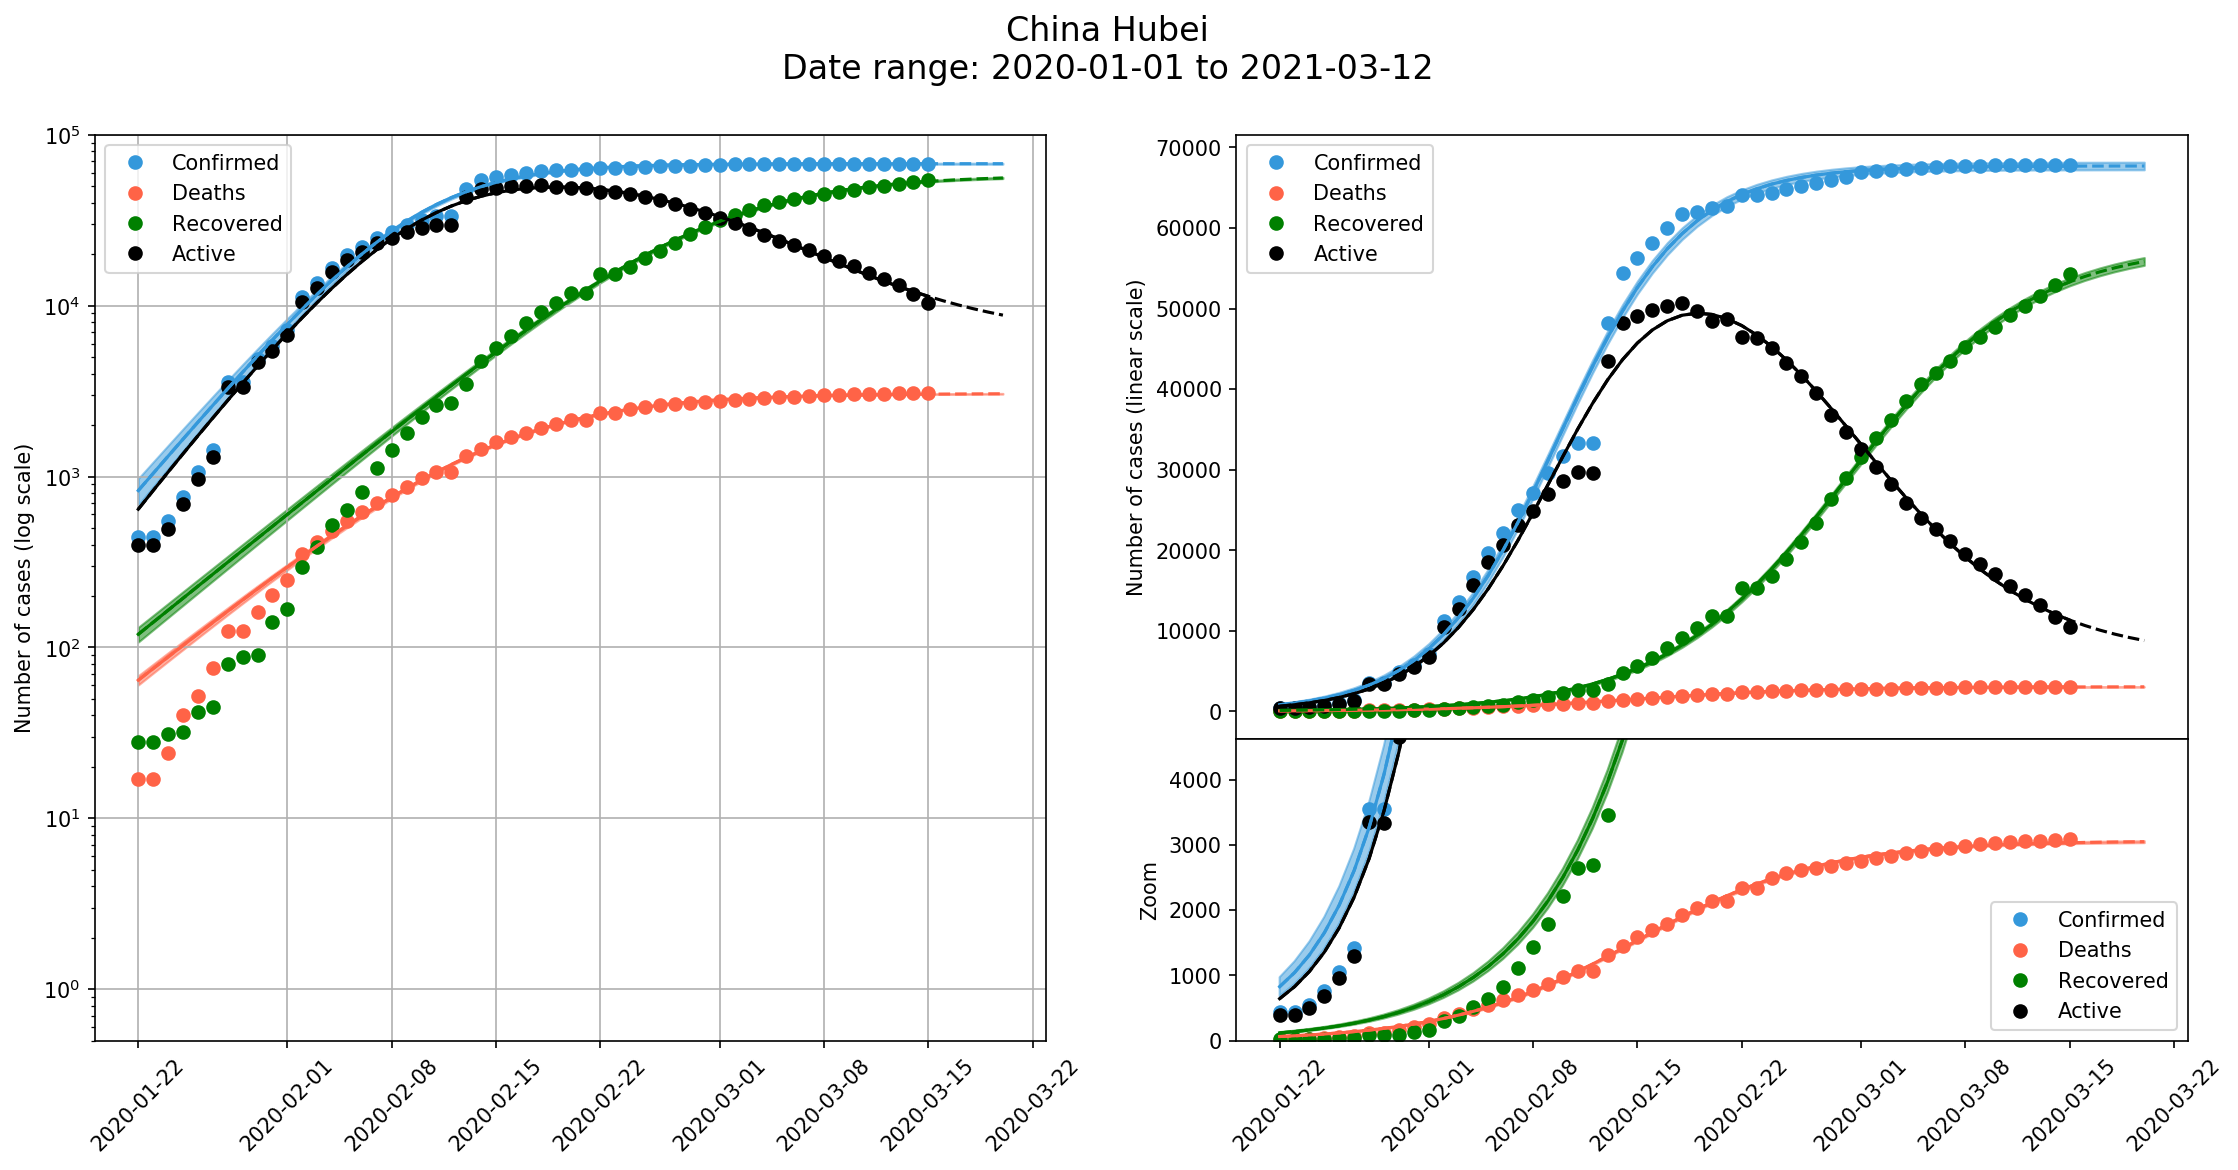 China Hubei
Date range: 2020-01-01 to 2021-03-12
Number of cases (log scale)
10^5
10^4
10^3
10^2
10^1
10^0
Confirmed
Deaths
Recovered
Active
2020-01-22
2020-02-01
2020-02-08
2020-02-15
2020-02-22
2020-03-01
2020-03-08
2020-03-15
2020-03-22
Number of cases (linear scale)
70000
60000
50000
40000
30000
20000
10000
0
Confirmed
Deaths
Recovered
Active
Zoom
4000
3000
2000
1000
0
Confirmed
Deaths
Recovered
Active
2020-01-22
2020-02-01
2020-02-08
2020-02-15
2020-02-22
2020-03-01
2020-03-08
2020-03-15
2020-03-22